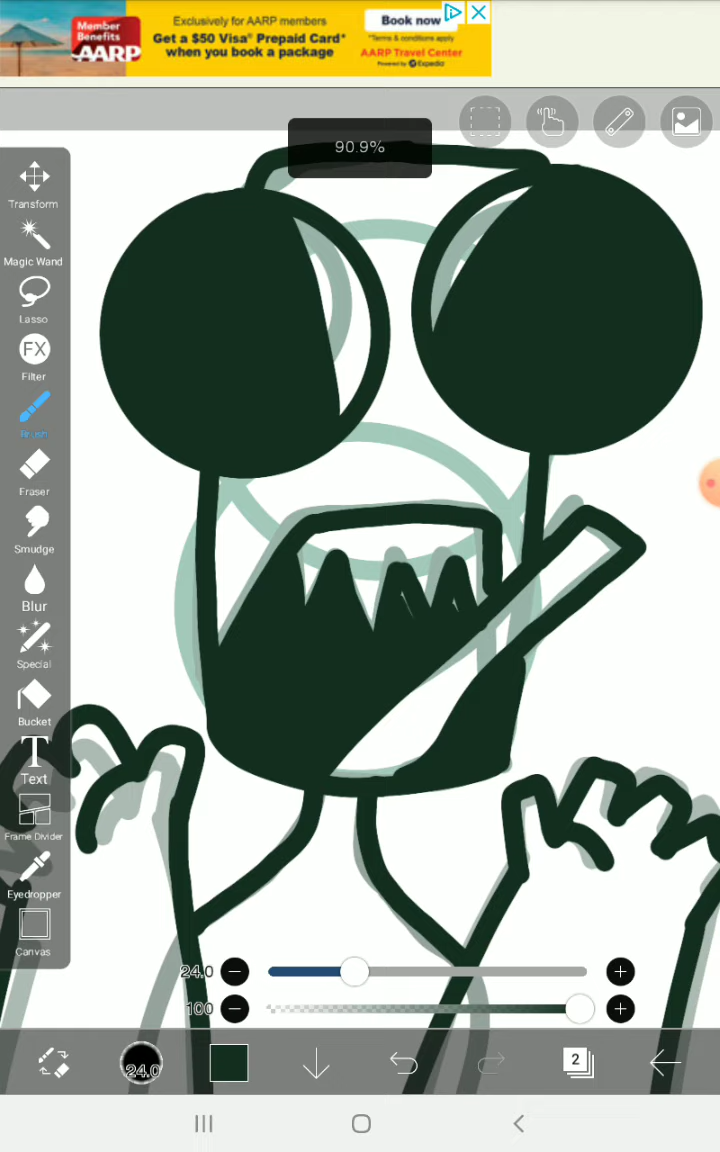 Member
Benefits
AARP
Exclusively for AARP members
Get a $50 Visa® Prepaid Card*
when you book a package
Book now
*Terms & conditions apply
AARP Travel Center
Powered by Expedia
90.9%
Transform
Magic Wand
Lasso
FX
Filter
Brush
Eraser
Smudge
Blur
Special
Bucket
T
Text
Frame Divider
Eyedropper
Canvas
24.0
100
24.0
2